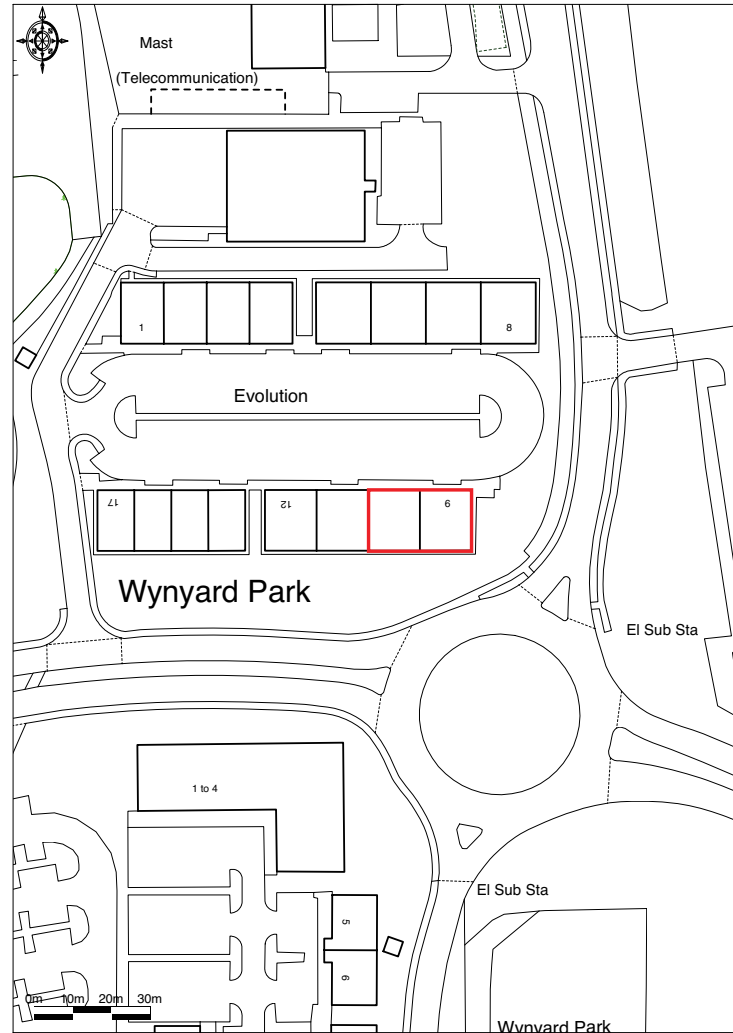 Mast
(Telecommunication)
1
8
Evolution
17
12
9
Wynyard Park
El Sub Sta
1 to 4
El Sub Sta
5
6
0m 10m 20m 30m
Wynyard Park